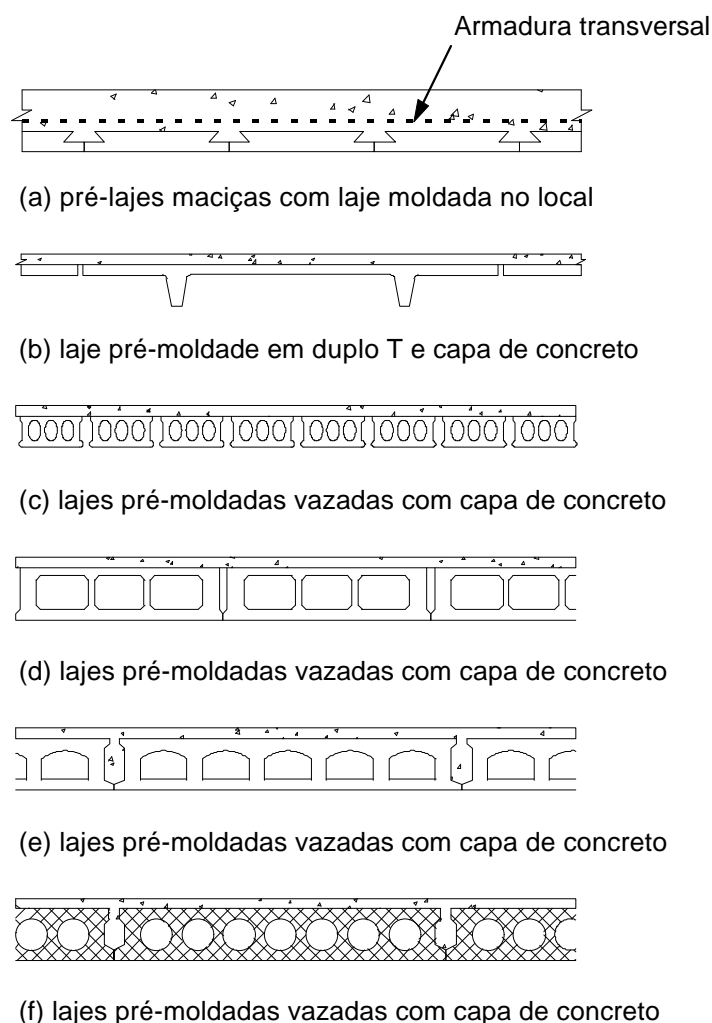 Armadura transversal
(a) pré-lajes maciças com laje moldada no local
(b) laje pré-moldade em duplo T e capa de concreto
(c) lajes pré-moldadas vazadas com capa de concreto
(d) lajes pré-moldadas vazadas com capa de concreto
(e) lajes pré-moldadas vazadas com capa de concreto
(f) lajes pré-moldadas vazadas com capa de concreto